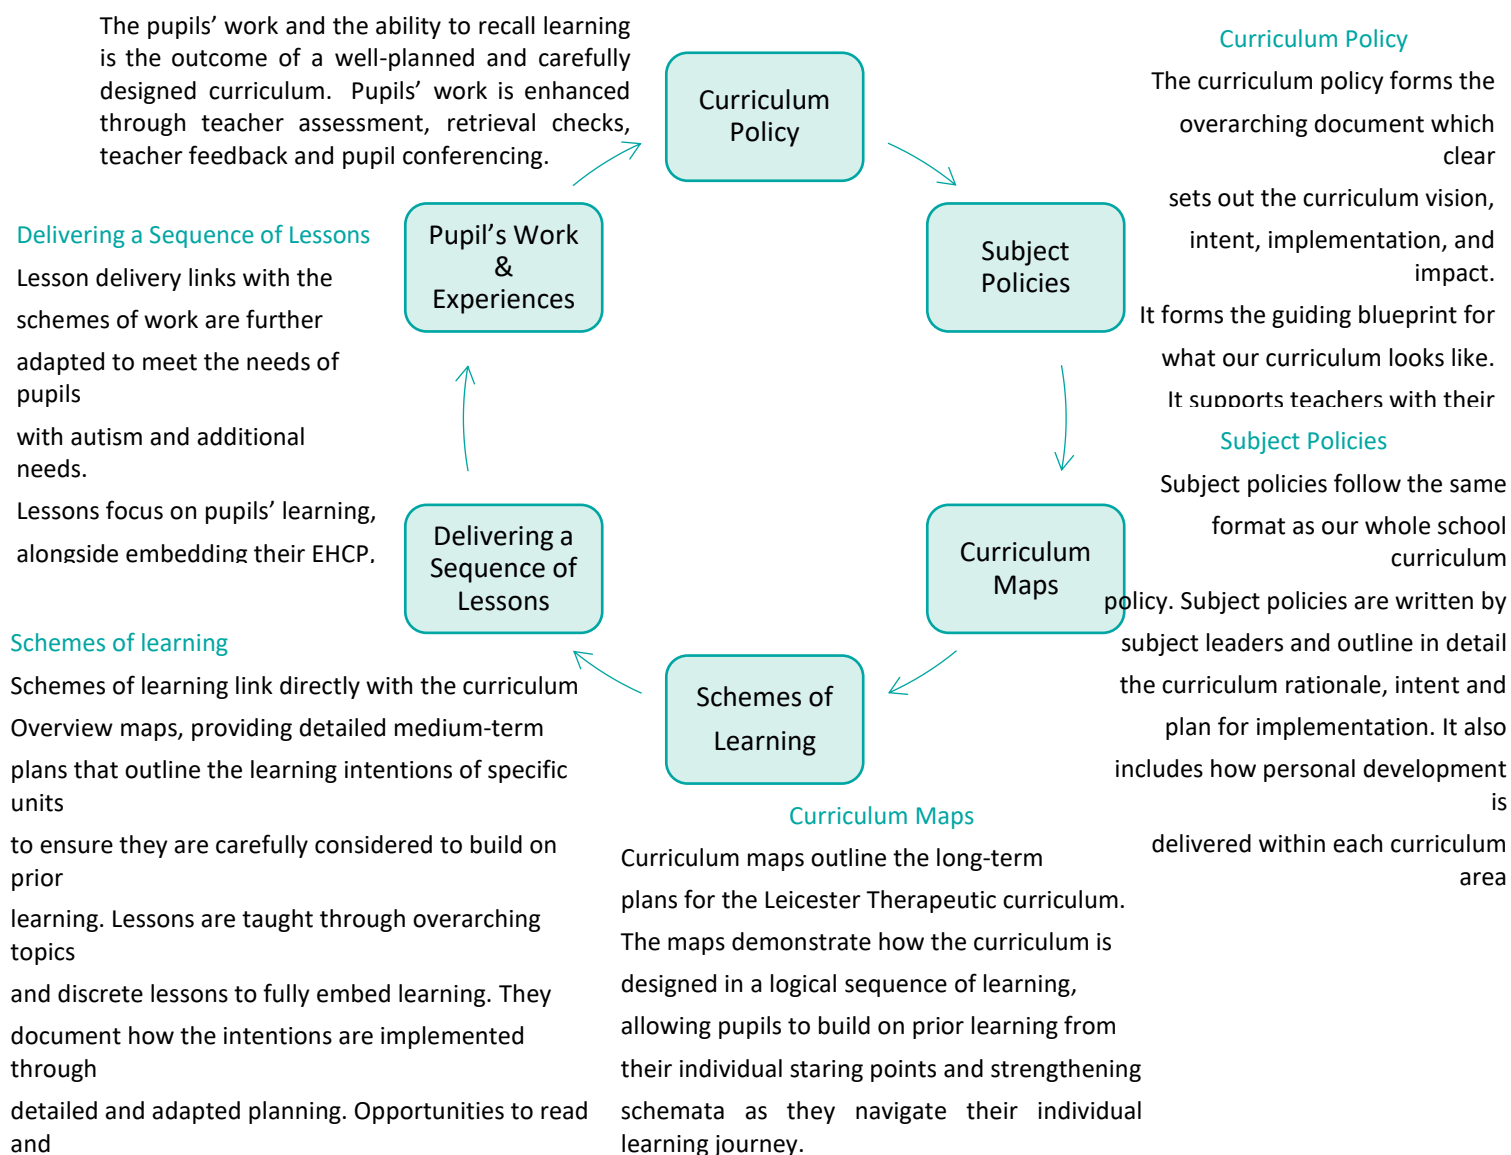 The pupils’ work and the ability to recall learning
is the outcome of a well-planned and carefully
designed curriculum. Pupils’ work is enhanced
through teacher assessment, retrieval checks,
teacher feedback and pupil conferencing.
Curriculum
Policy
Subject
Policies
Curriculum
Maps
Schemes of
Learning
Delivering a
Sequence of
Lessons
Pupil’s Work
&
Experiences
Curriculum Policy
The curriculum policy forms the
overarching document which
clear
sets out the curriculum vision,
intent, implementation, and
impact.
It forms the guiding blueprint for
what our curriculum looks like.
It supports teachers with their
Subject Policies
Subject policies follow the same
format as our whole school
curriculum
policy. Subject policies are written by
subject leaders and outline in detail
the curriculum rationale, intent and
plan for implementation. It also
includes how personal development
is
delivered within each curriculum
area
Curriculum Maps
Curriculum maps outline the long-term
plans for the Leicester Therapeutic curriculum.
The maps demonstrate how the curriculum is
designed in a logical sequence of learning,
allowing pupils to build on prior learning from
their individual staring points and strengthening
schemata as they navigate their individual
learning journey.
Schemes of learning
Schemes of learning link directly with the curriculum
Overview maps, providing detailed medium-term
plans that outline the learning intentions of specific
units
to ensure they are carefully considered to build on
prior
learning. Lessons are taught through overarching
topics
and discrete lessons to fully embed learning. They
document how the intentions are implemented
through
detailed and adapted planning. Opportunities to read
and
Delivering a Sequence of Lessons
Lesson delivery links with the
schemes of work are further
adapted to meet the needs of
pupils
with autism and additional
needs.
Lessons focus on pupils’ learning,
alongside embedding their EHCP,